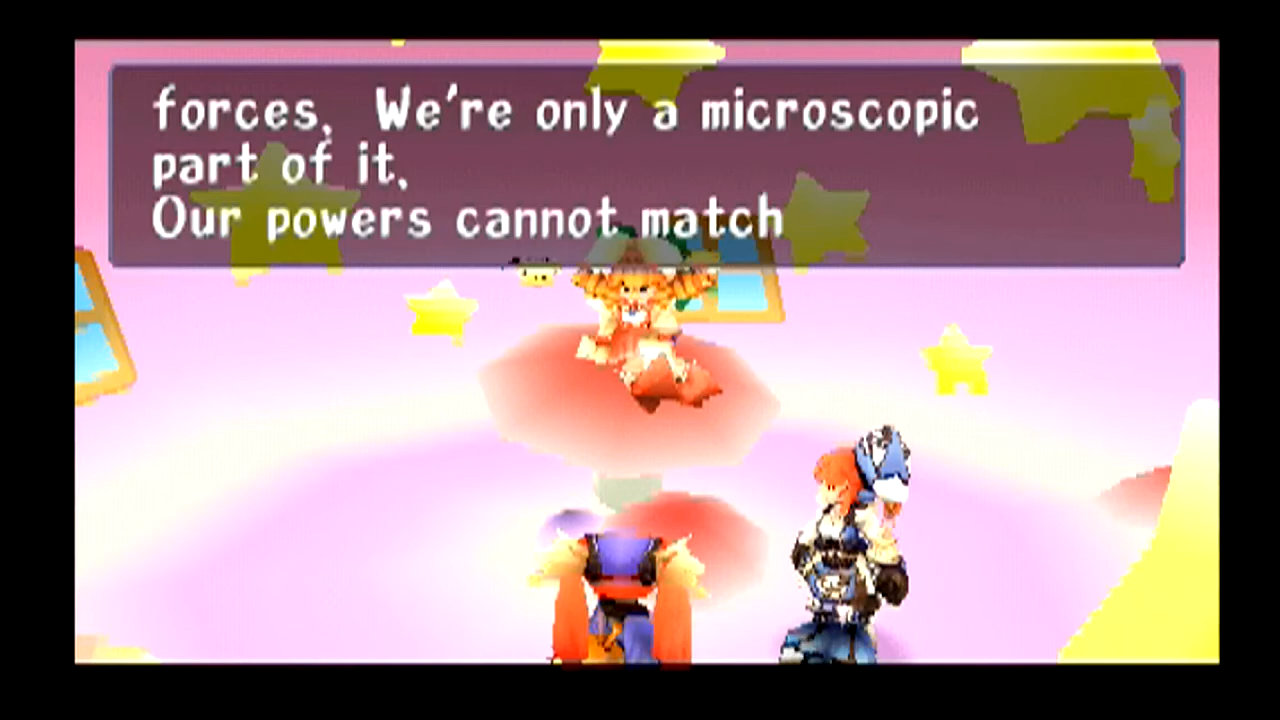 forces. We're only a microscopic
part of it.
Our powers cannot match